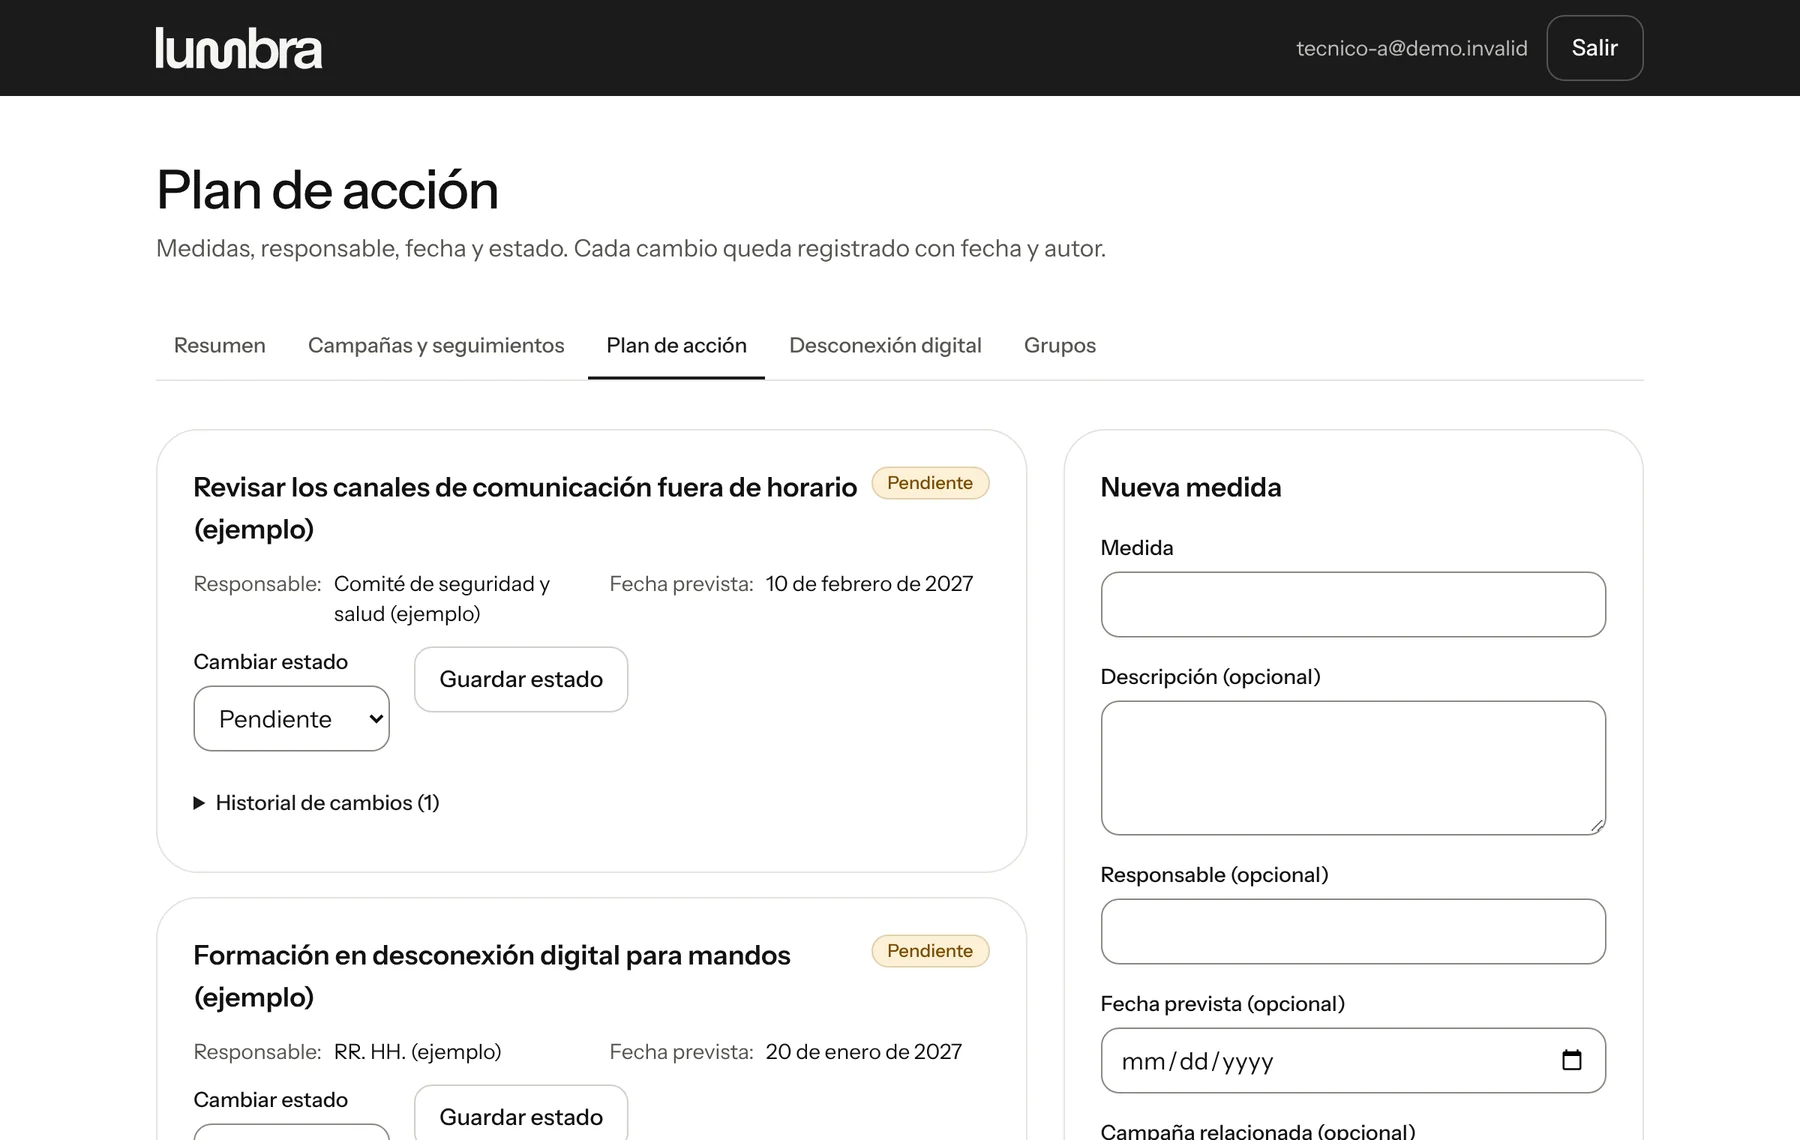 lumbra
tecnico-a@demo.invalid
Salir
Plan de acción
Medidas, responsable, fecha y estado. Cada cambio queda registrado con fecha y autor.
Resumen
Campañas y seguimientos
Plan de acción
Desconexión digital
Grupos
Revisar los canales de comunicación fuera de horario
(ejemplo)
Pendiente
Responsable: Comité de seguridad y
salud (ejemplo)
Fecha prevista: 10 de febrero de 2027
Cambiar estado
Pendiente
Guardar estado
Historial de cambios (1)
Formación en desconexión digital para mandos
(ejemplo)
Pendiente
Responsable: RR. HH. (ejemplo)
Fecha prevista: 20 de enero de 2027
Cambiar estado
Guardar estado
Nueva medida
Medida
Descripción (opcional)
Responsable (opcional)
Fecha prevista (opcional)
mm/dd/yyyy
Campaña relacionada (opcional)